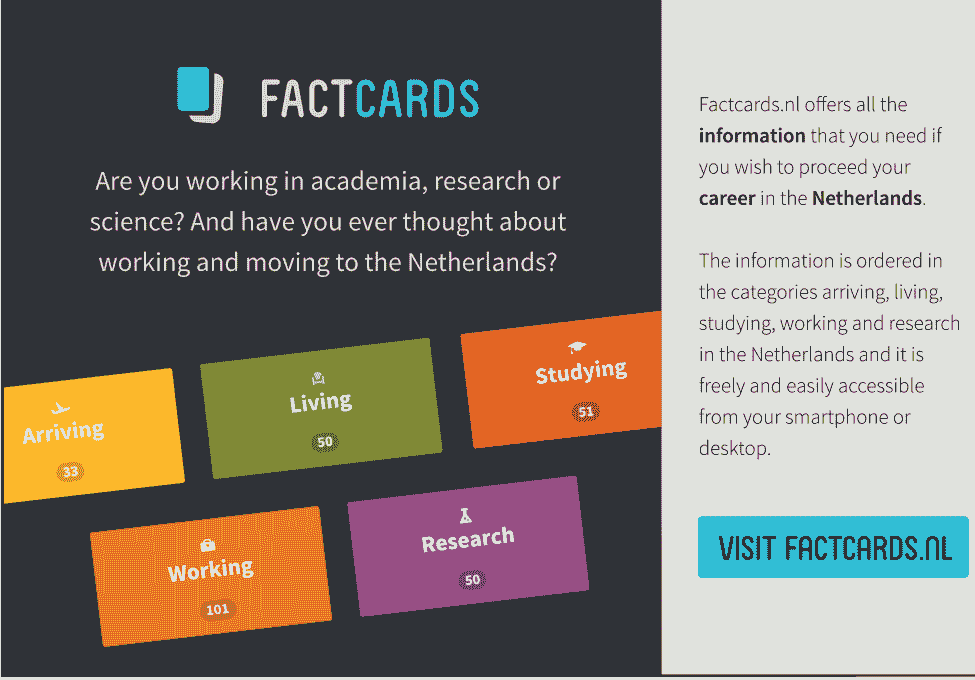 FACTCARDS
Are you working in academia, research or
science? And have you ever thought about
working and moving to the Netherlands?
Arriving
33
Living
50
Studying
51
Working
101
Research
50
Factcards.nl offers all the
information that you need if
you wish to proceed your
career in the Netherlands.
The information is ordered in
the categories arriving, living,
studying, working and research
in the Netherlands and it is
freely and easily accessible
from your smartphone or
desktop.
VISIT FACTCARDS.NL